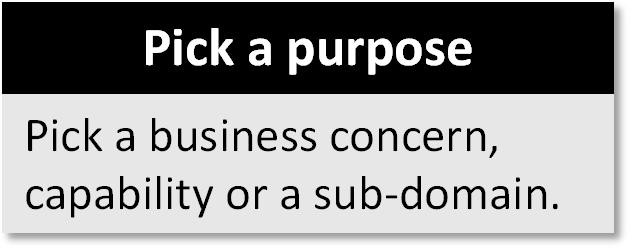 Pick a purpose
Pick a business concern,
capability or a sub-domain.